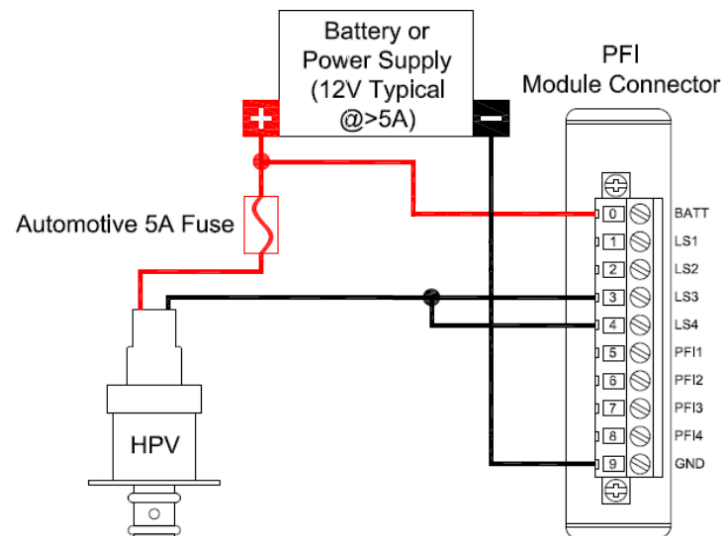 Battery or
Power Supply
(12V Typical
@>5A)
+
-
PFI
Module Connector
Automotive 5A Fuse
HPV
0 BATT
1 LS1
2 LS2
3 LS3
4 LS4
5 PFI1
6 PFI2
7 PFI3
8 PFI4
9 GND